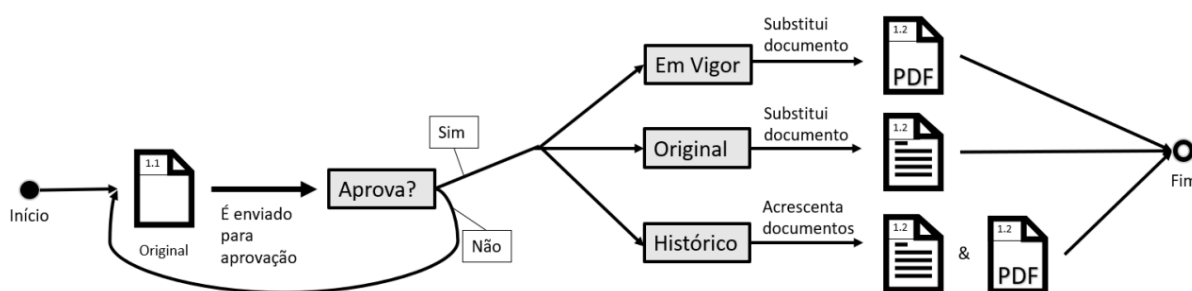 Início
1.1
Original
É enviado
para
aprovação
Aprova?
Sim
Não
Em Vigor
Substitui
documento
1.2
PDF
Original
Substitui
documento
1.2
Histórico
Acrescenta
documentos
1.2
&
1.2
PDF
Fim